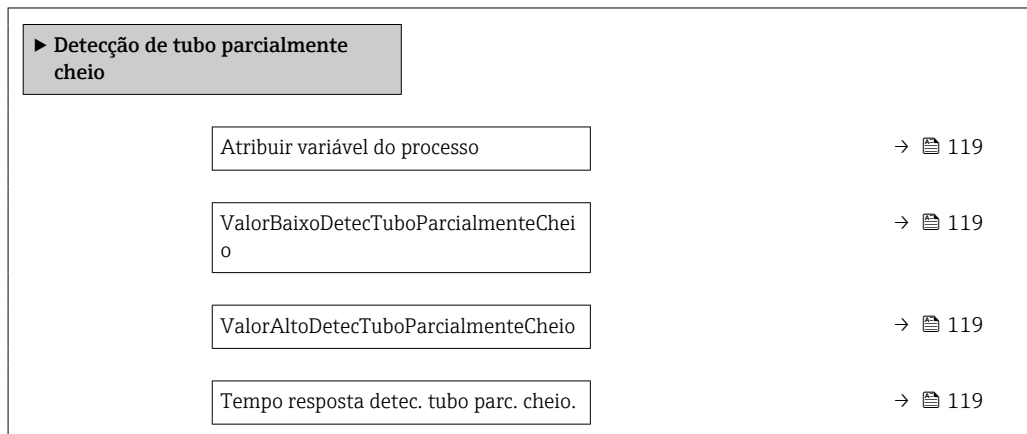 ▶ Detecção de tubo parcialmente
cheio
Atribuir variável do processo → 119
ValorBaixoDetecTuboParcialmenteChei → 119
o
ValorAltoDetecTuboParcialmenteCheio → 119
Tempo resposta detec. tubo parc. cheio. → 119